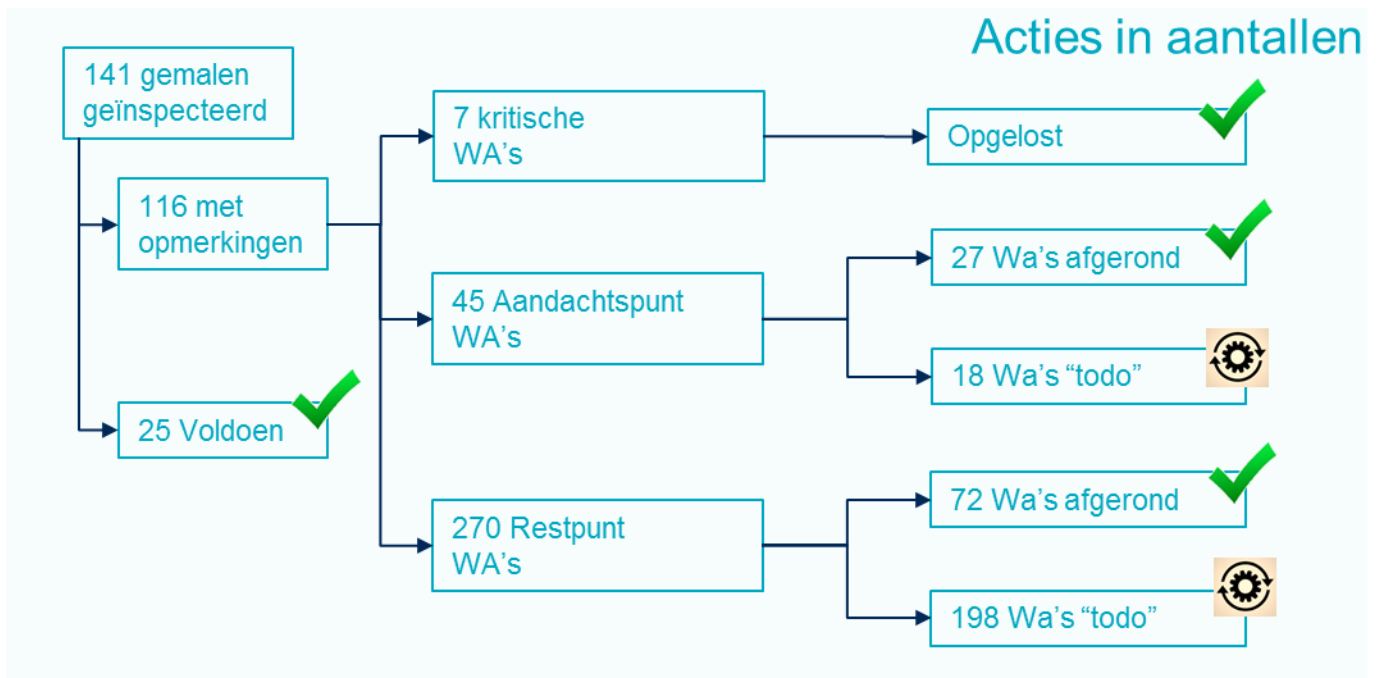 Acties in aantallen
141 gemalen
geïnspecteerd
116 met
opmerkingen
25 Voldoen
7 kritische
WA’s
45 Aandachtspunt
WA’s
270 Restpunt
WA’s
Opgelost
27 Wa’s afgerond
18 Wa’s “todo”
72 Wa’s afgerond
198 Wa’s “todo”